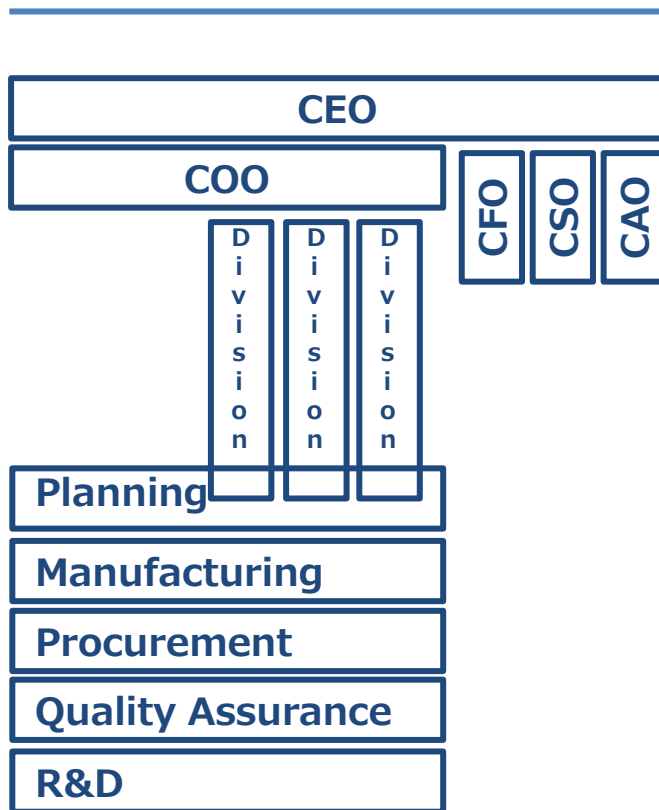 CEO
COO
CFO
CSO
CAO
Division
Division
Division
Planning
Manufacturing
Procurement
Quality Assurance
R&D